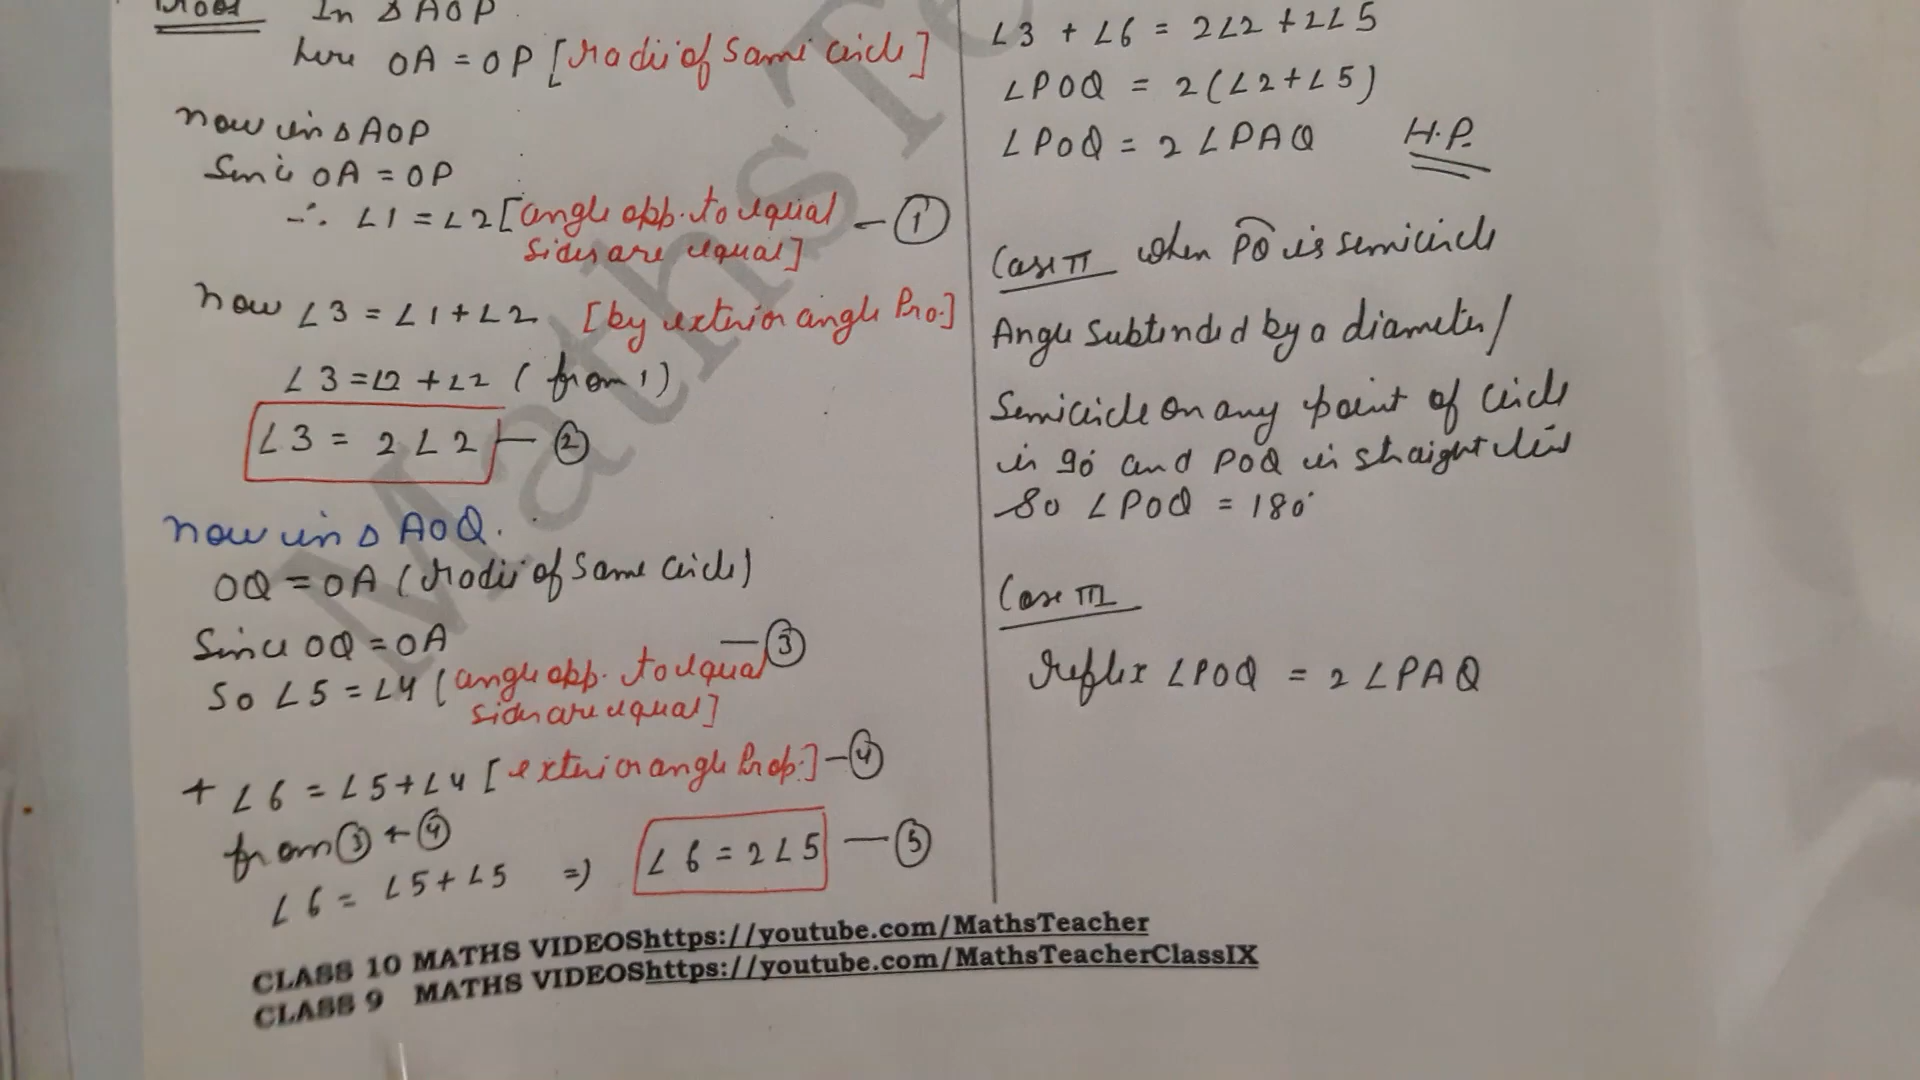 Proof In △AOP
here OA = OP [radii of same circle]
now in △AOP
Since OA = OP
∴ ∠1 = ∠2 [angle opp. to equal — ①
sides are equal]
now ∠3 = ∠1 + ∠2 [by exterior angle Pro.]
∠3 = ∠2 + ∠2 (from 1)
∠3 = 2∠2 — ②
now in △AOQ.
OQ = OA (radii of same circle)
Since OQ = OA — ③
So ∠5 = ∠4 (angle opp. to equal
sides are equal]
+ ∠6 = ∠5 + ∠4 [exterior angle Prop.] — ④
from ③ + ④
∠6 = ∠5 + ∠5 ⇒ ∠6 = 2∠5 — ⑤
∠3 + ∠6 = 2∠2 + 2∠5
∠POQ = 2(∠2 + ∠5)
∠POQ = 2∠PAQ H.P.
Case II when PQ is semicircle
Angle subtended by a diameter/
Semicircle on any point of circle
is 90° and POQ is straight line
So ∠POQ = 180°
Case III
reflex ∠POQ = 2∠PAQ
CLASS 10 MATHS VIDEOShttps://youtube.com/MathsTeacher
CLASS 9 MATHS VIDEOShttps://youtube.com/MathsTeacherClassIX